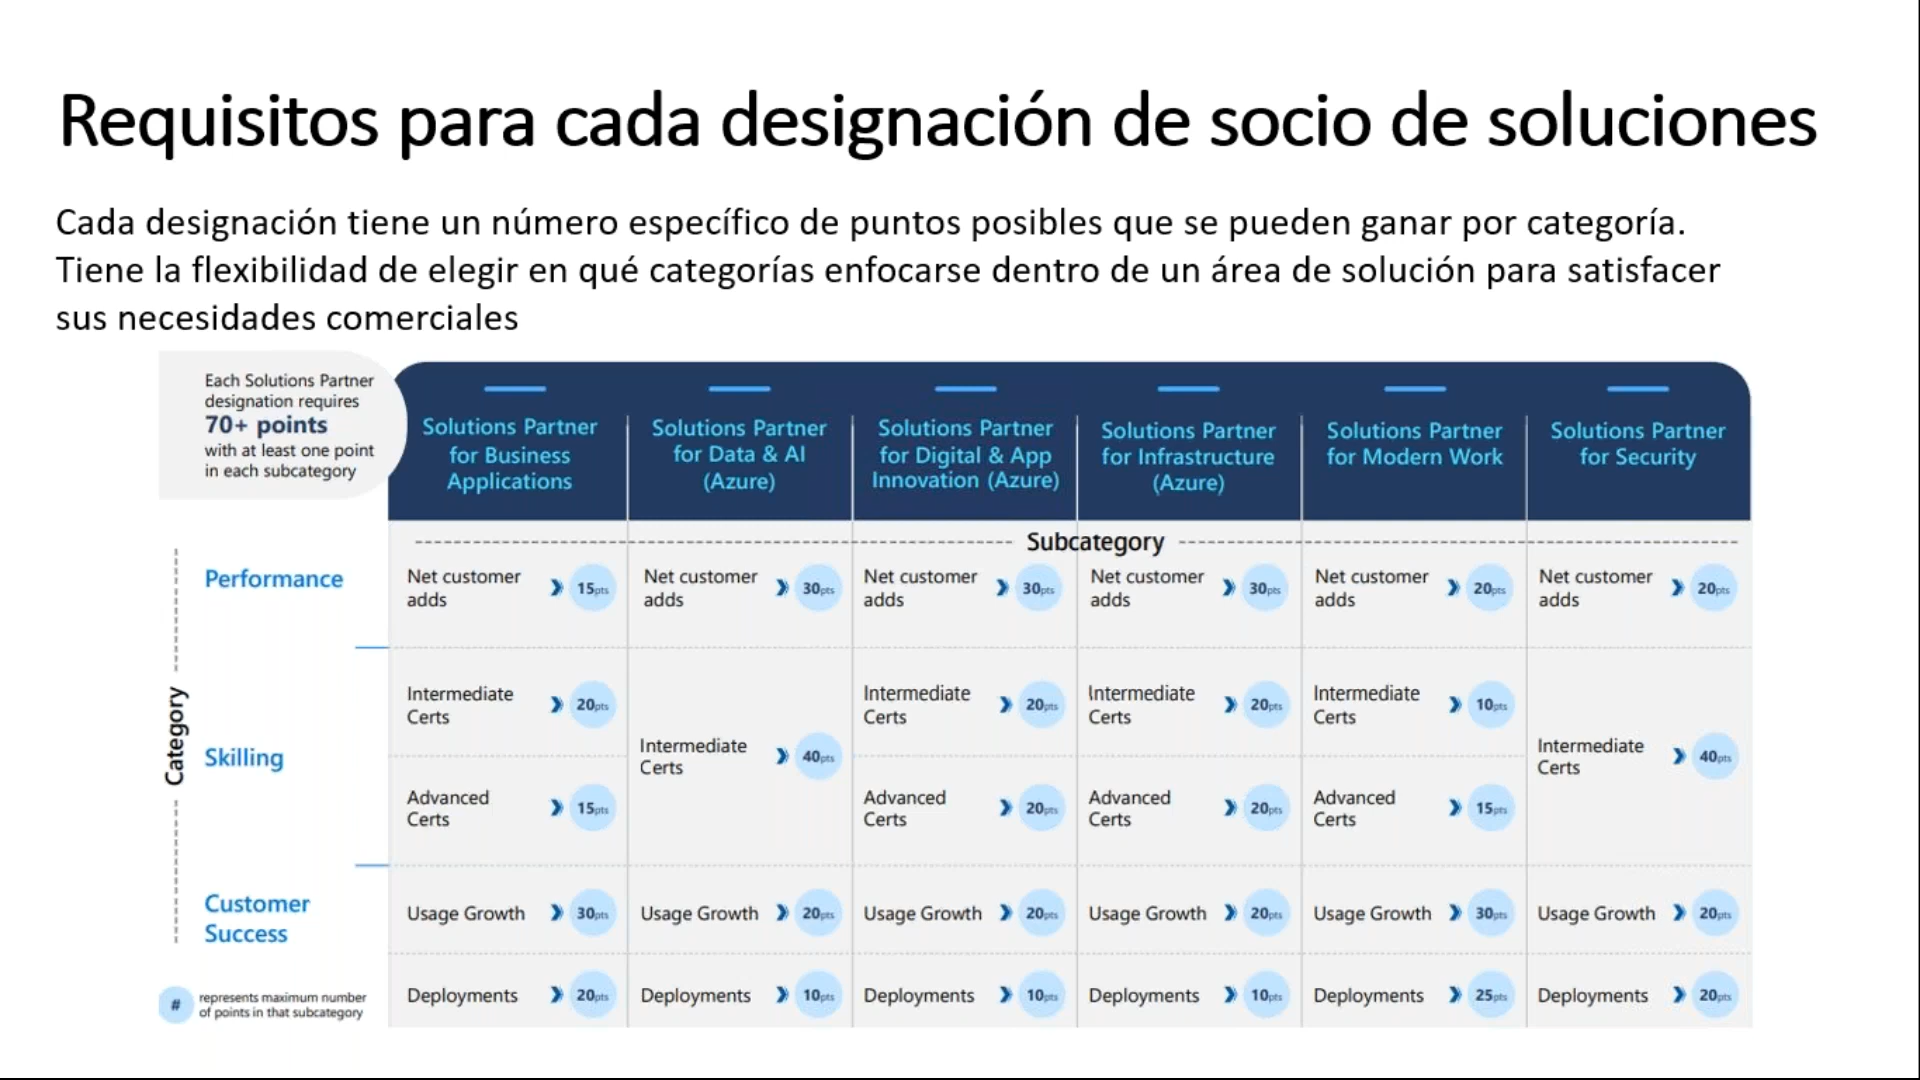 Requisitos para cada designación de socio de soluciones
Cada designación tiene un número específico de puntos posibles que se pueden ganar por categoría.
Tiene la flexibilidad de elegir en qué categorías enfocarse dentro de un área de solución para satisfacer
sus necesidades comerciales
Each Solutions Partner
designation requires
70+ points
with at least one point
in each subcategory
Solutions Partner
for Business
Applications
Solutions Partner
for Data & AI
(Azure)
Solutions Partner
for Digital & App
Innovation (Azure)
Solutions Partner
for Infrastructure
(Azure)
Solutions Partner
for Modern Work
Solutions Partner
for Security
Subcategory
Category
Performance
Net customer
adds
15pts
Net customer
adds
30pts
Net customer
adds
30pts
Net customer
adds
30pts
Net customer
adds
20pts
Net customer
adds
20pts
Skilling
Intermediate
Certs
20pts
Advanced
Certs
15pts
Intermediate
Certs
40pts
Intermediate
Certs
20pts
Advanced
Certs
20pts
Intermediate
Certs
20pts
Advanced
Certs
20pts
Intermediate
Certs
10pts
Advanced
Certs
15pts
Intermediate
Certs
40pts
Customer
Success
Usage Growth 30pts
Usage Growth 20pts
Usage Growth 20pts
Usage Growth 20pts
Usage Growth 30pts
Usage Growth 20pts
Deployments 20pts
Deployments 10pts
Deployments 10pts
Deployments 10pts
Deployments 25pts
Deployments 20pts
# represents maximum number
of points in that subcategory